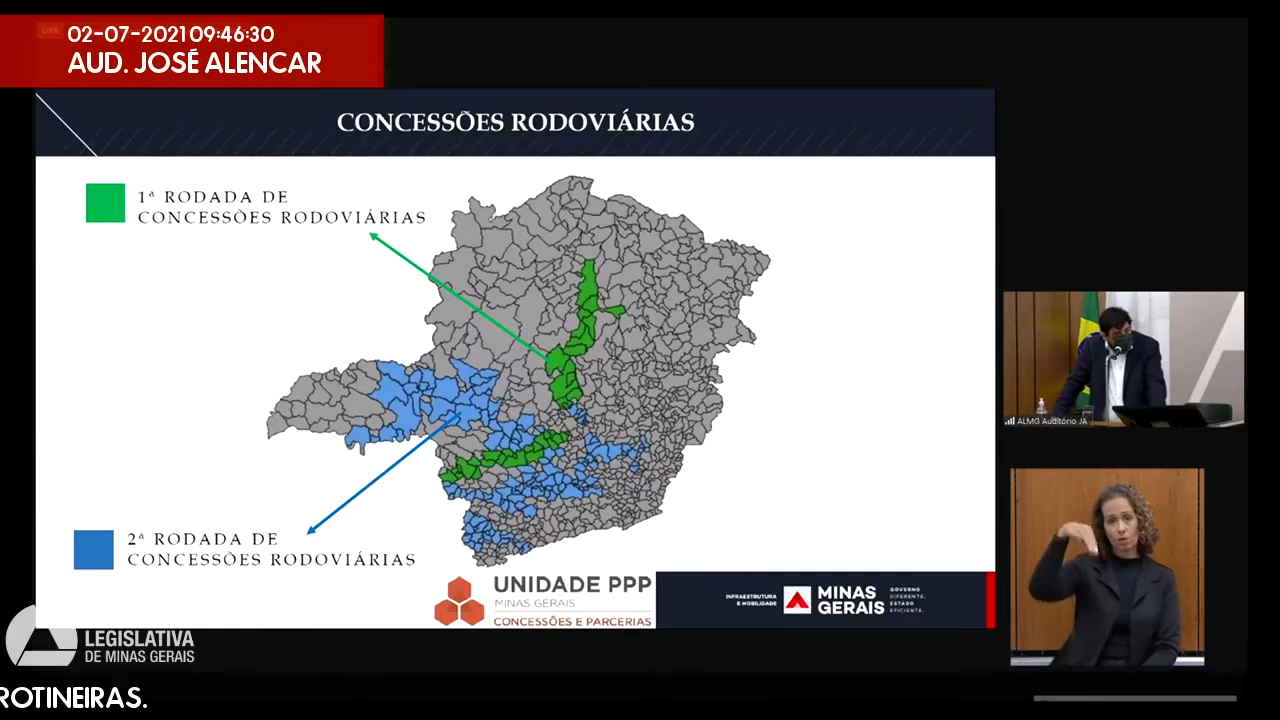 LIVE
02-07-2021 09:46:30
AUD. JOSÉ ALENCAR
CONCESSÕES RODOVIÁRIAS
1ª RODADA DE
CONCESSÕES RODOVIÁRIAS
2ª RODADA DE
CONCESSÕES RODOVIÁRIAS
ALMG Auditório JA
UNIDADE PPP
MINAS GERAIS
CONCESSÕES E PARCERIAS
INFRAESTRUTURA
E MOBILIDADE
MINAS
GERAIS
GOVERNO
DIFERENTE.
ESTADO
EFICIENTE.
LEGISLATIVA
DE MINAS GERAIS
ROTINEIRAS.